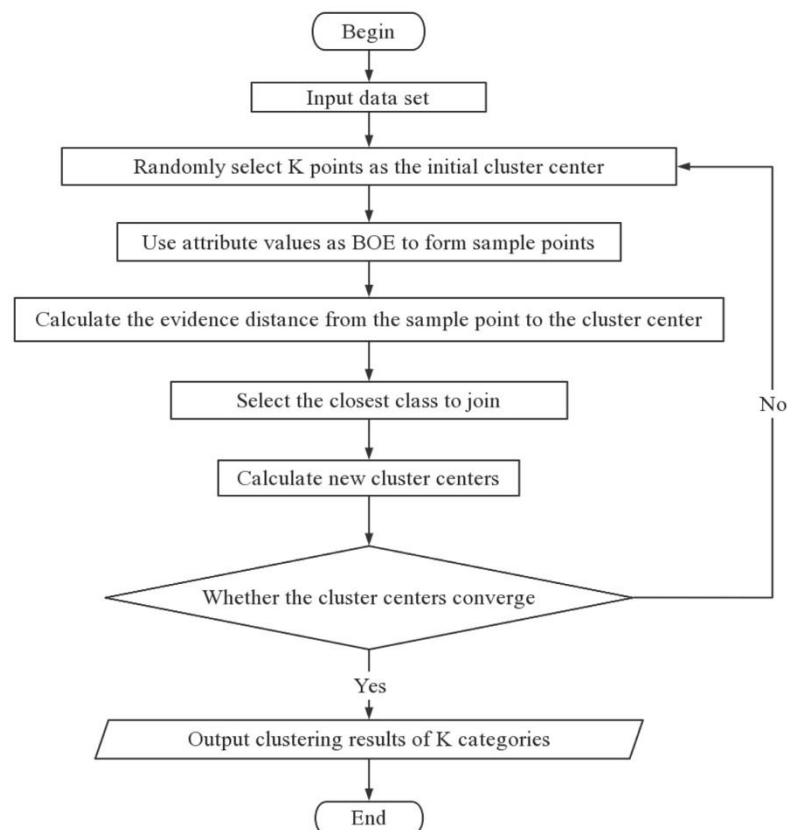 Begin
Input data set
Randomly select K points as the initial cluster center
Use attribute values as BOE to form sample points
Calculate the evidence distance from the sample point to the cluster center
Select the closest class to join
No
Calculate new cluster centers
Whether the cluster centers converge
Yes
Output clustering results of K categories
End